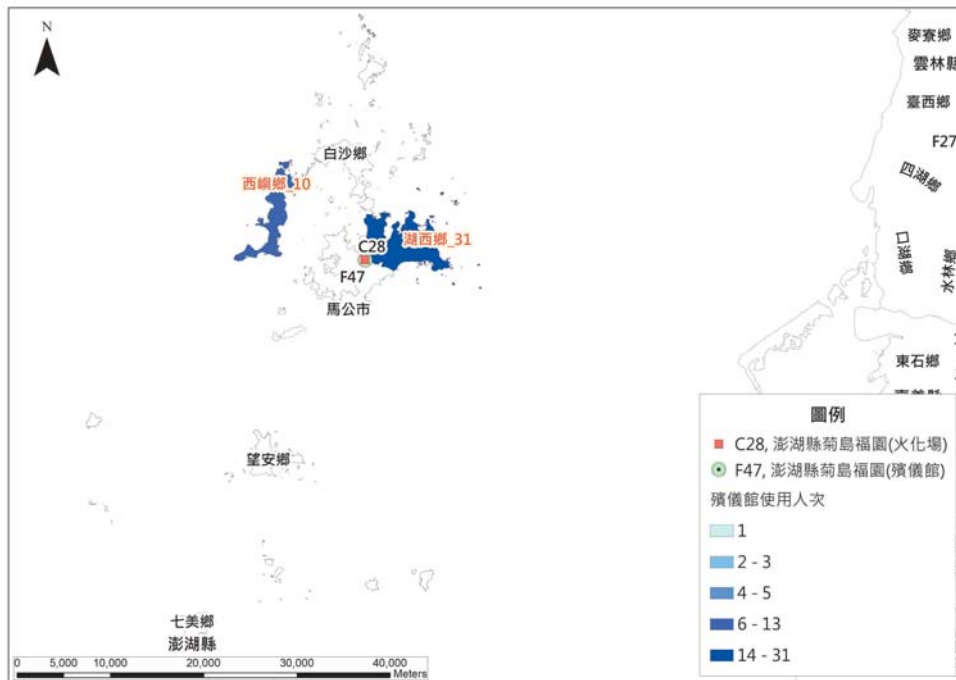 N
麥寮鄉
雲林縣
臺西鄉
F27
四湖鄉
口湖鄉
水林鄉
白沙鄉
西嶼鄉_10
C28
湖西鄉_31
F47
馬公市
東石鄉
望安鄉
七美鄉
澎湖縣
0 5,000 10,000 20,000 30,000 40,000
Meters
圖例
C28, 澎湖縣菊島福園(火化場)
F47, 澎湖縣菊島福園(殯儀館)
殯儀館使用人次
1
2 - 3
4 - 5
6 - 13
14 - 31